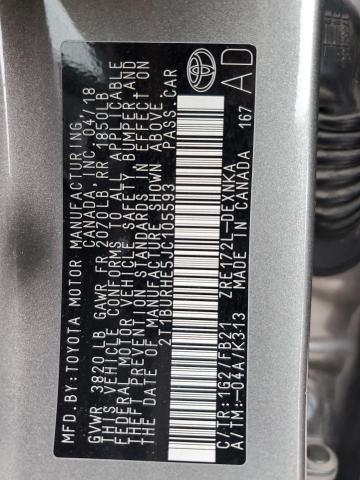 MFD. BY: TOYOTA MOTOR MANUFACTURING
CANADA, INC. 04/18
GVWR 3820 LB GAWR FR 2070LB, RR 1850LB
THIS VEHICLE CONFORMS TO ALL APPLICABLE
FEDERAL MOTOR VEHICLE SAFETY, BUMPER, AND
THEFT PREVENTION STANDARDS IN EFFECT ON
THE DATE OF MANUFACTURE SHOWN ABOVE.
2T1BURHE5JC105593 PASS. CAR
AD
C/TR:1G2/FB21 ZRE172L-DEXNKA 167
A/TM:-04A/K313 MADE IN CANADA